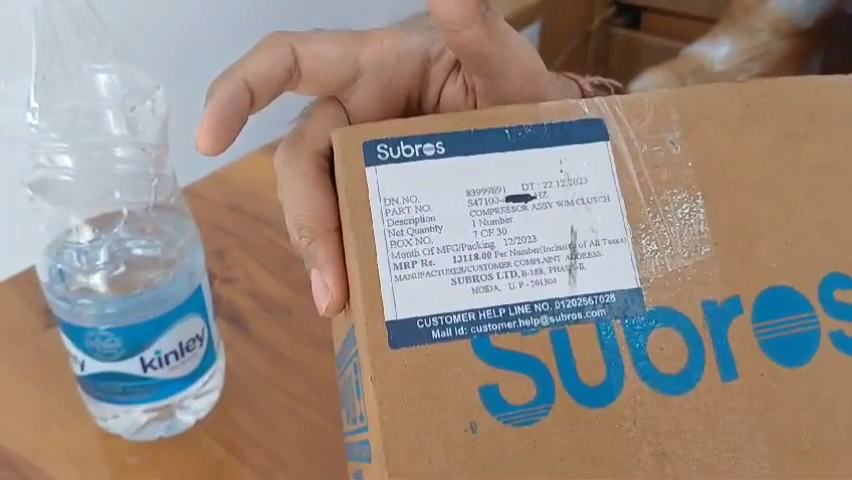 Subros
DN.NO. 83999891 DT : 22.12.2023
PART NO. S47100- HZ
Description COMPRESSOR ASSY W/M CLUTCH
Net Quantity 1 Number
BOX NO. 7 OF 30
Month Of MFG/Packing 12/2023
MRP Rs. 13118.00 Per Number(Inclusive of All Taxes)
MANUFACTURER/CUSTOMER COMPLAINT ADDRESS:
SUBROS LTD, B-188, PHASE-II,
NOIDA, U.P-201304
CUSTOMER HELP LINE NO. 01202567628
Mail id: customer.help@subros.com
Subros
Kinley